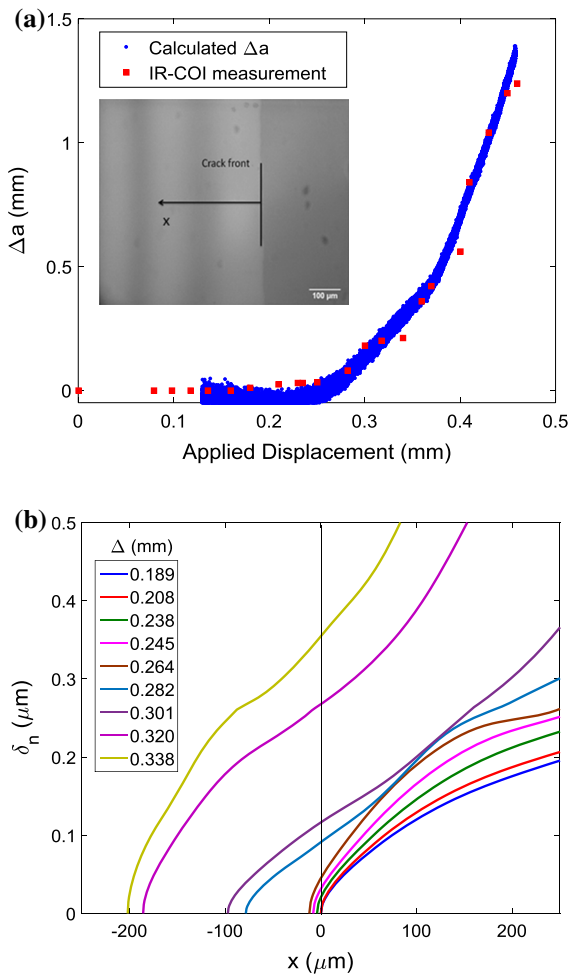 (a)
1.5
1
0.5
0
Δa (mm)
Calculated Δa
IR-COI measurement
Crack front
x
100 μm
0 0.1 0.2 0.3 0.4 0.5
Applied Displacement (mm)
(b)
0.5
0.4
0.3
0.2
0.1
0
δn (μm)
Δ (mm)
0.189
0.208
0.238
0.245
0.264
0.282
0.301
0.320
0.338
-200 -100 0 100 200
x (μm)